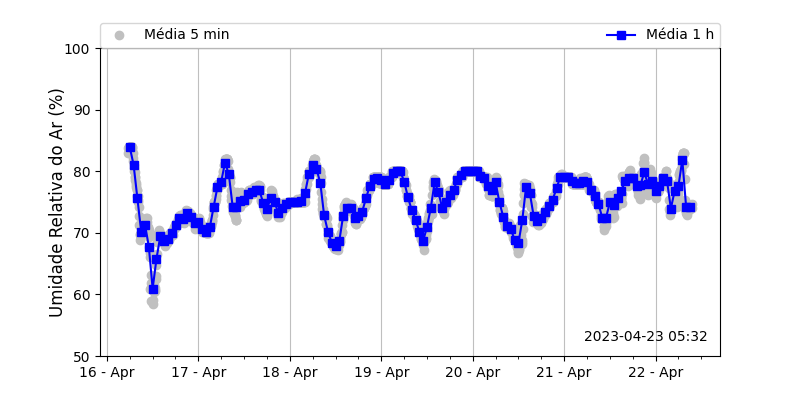 Média 5 min
Média 1 h
Umidade Relativa do Ar (%)
100
90
80
70
60
50
2023-04-23 05:32
16 - Apr
17 - Apr
18 - Apr
19 - Apr
20 - Apr
21 - Apr
22 - Apr